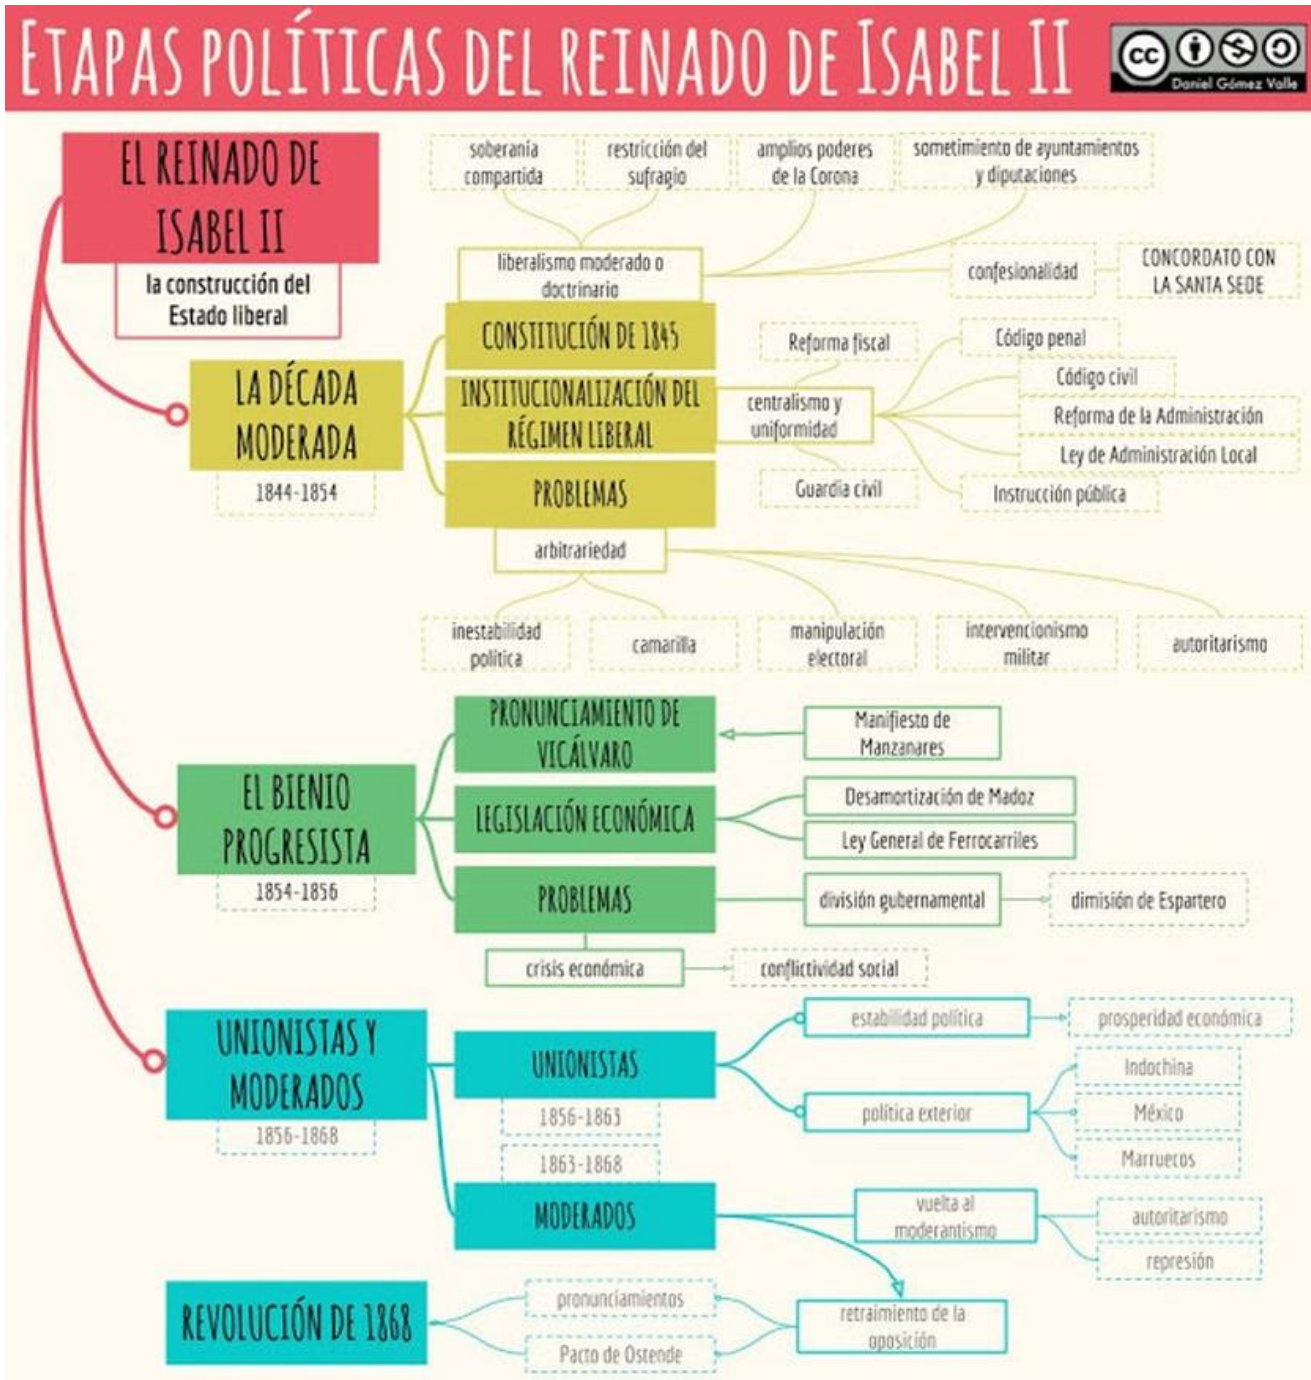 ETAPAS POLÍTICAS DEL REINADO DE ISABEL II
cc
Daniel Gómez Valle
EL REINADO DE
ISABEL II
la construcción del
Estado liberal
soberanía
compartida
restricción del
sufragio
amplios poderes
de la Corona
sometimiento de ayuntamientos
y diputaciones
liberalismo moderado o
doctrinario
confesionalidad
CONCORDATO CON
LA SANTA SEDE
LA DÉCADA
MODERADA
1844-1854
CONSTITUCIÓN DE 1845
INSTITUCIONALIZACIÓN DEL
RÉGIMEN LIBERAL
PROBLEMAS
centralismo y
uniformidad
Reforma fiscal
Guardia civil
Código penal
Código civil
Reforma de la Administración
Ley de Administración Local
Instrucción pública
arbitrariedad
inestabilidad
política
camarilla
manipulación
electoral
intervencionismo
militar
autoritarismo
EL BIENIO
PROGRESISTA
1854-1856
PRONUNCIAMIENTO DE
VICÁLVARO
Manifiesto de
Manzanares
LEGISLACIÓN ECONÓMICA
Desamortización de Madoz
Ley General de Ferrocarriles
PROBLEMAS
división gubernamental
dimisión de Espartero
crisis económica
conflictividad social
UNIONISTAS Y
MODERADOS
1856-1868
UNIONISTAS
1856-1863
estabilidad política
prosperidad económica
política exterior
Indochina
México
Marruecos
1863-1868
MODERADOS
vuelta al
moderantismo
autoritarismo
represión
retraimiento de la
oposición
pronunciamientos
Pacto de Ostende
REVOLUCIÓN DE 1868